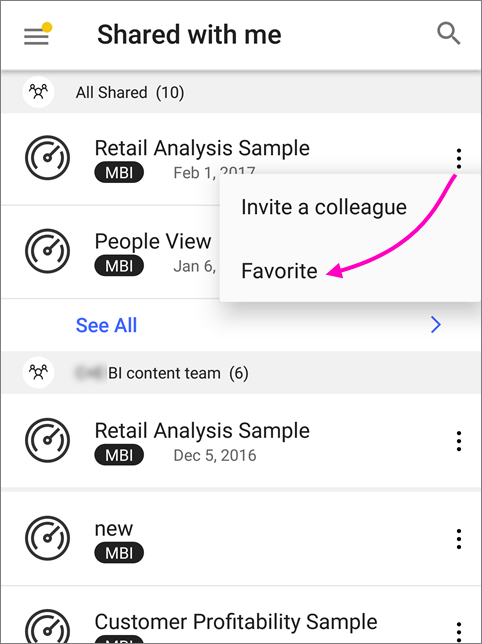 Shared with me
All Shared (10)
Retail Analysis Sample
MBI Feb 1, 2017
Invite a colleague
People View
MBI Jan 6,
Favorite
See All
BI content team (6)
Retail Analysis Sample
MBI Dec 5, 2016
new
MBI
Customer Profitability Sample
MBI